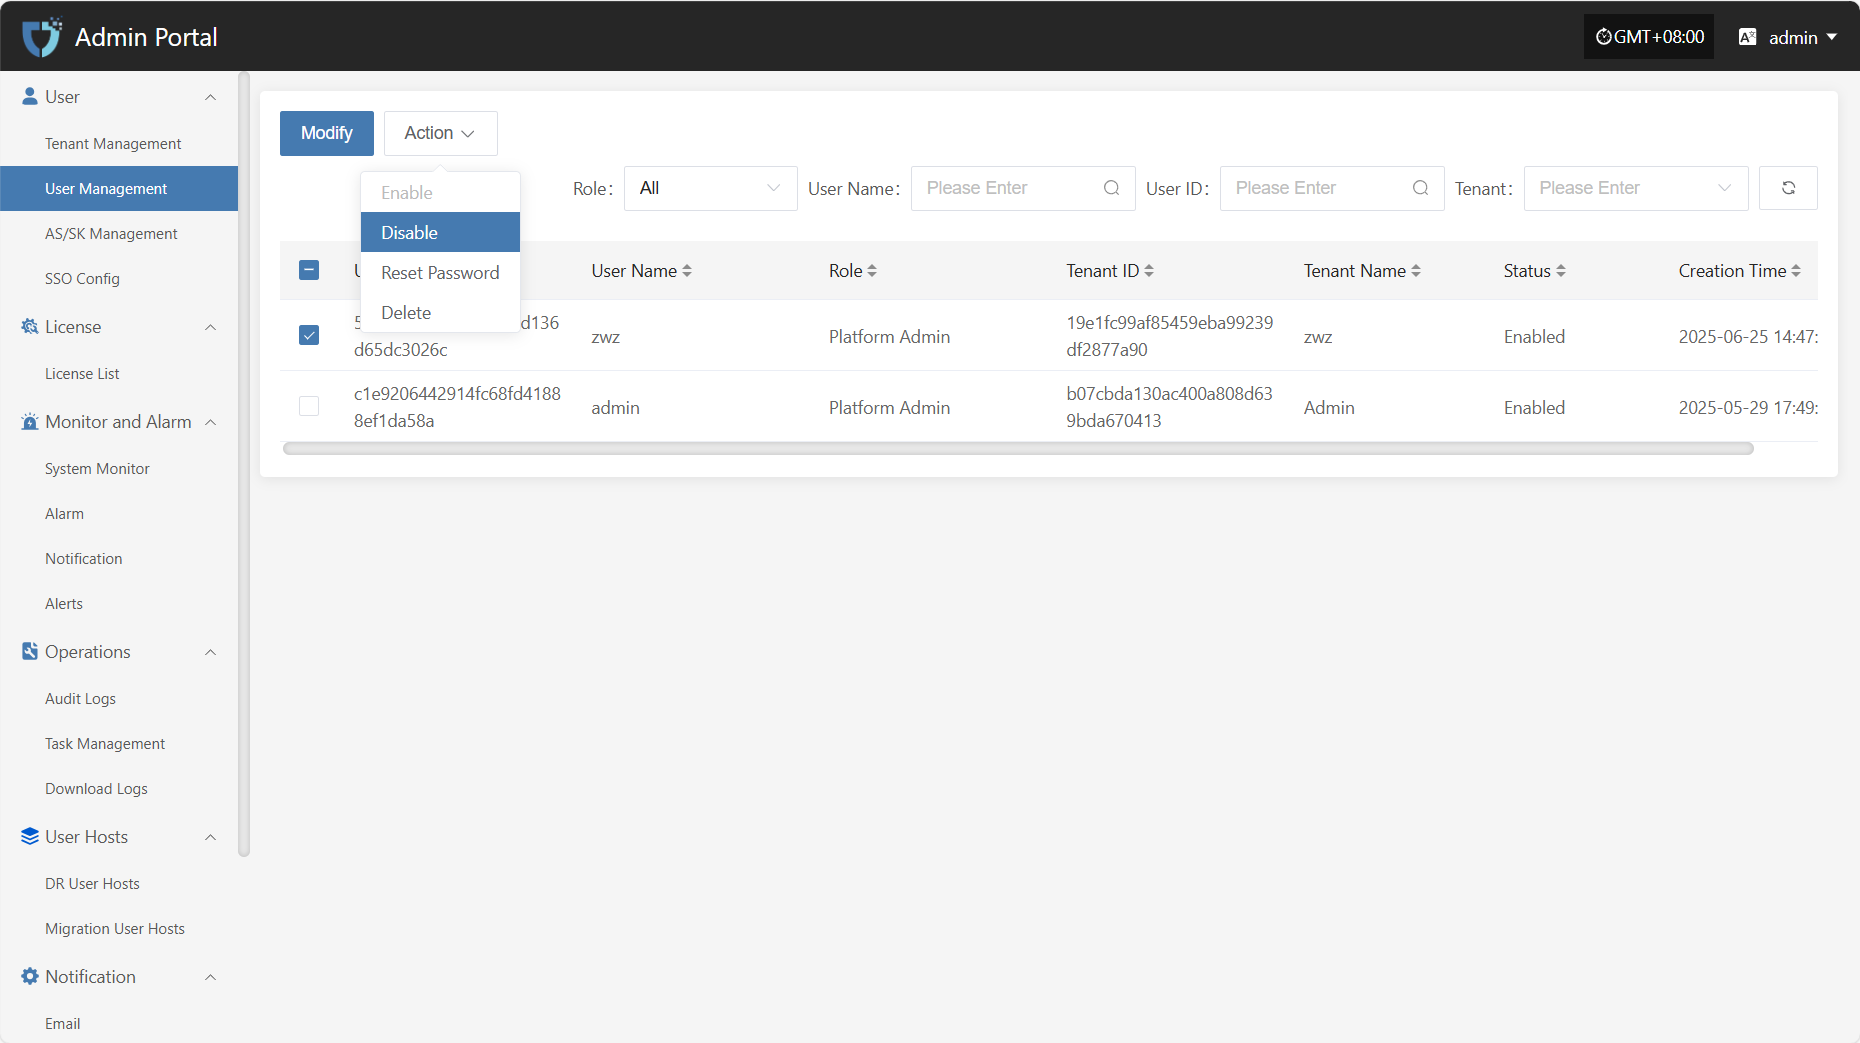 Admin Portal
GMT+08:00
admin
User
Tenant Management
User Management
AS/SK Management
SSO Config
License
License List
Monitor and Alarm
System Monitor
Alarm
Notification
Alerts
Operations
Audit Logs
Task Management
Download Logs
User Hosts
DR User Hosts
Migration User Hosts
Notification
Email
Modify
Action
Enable
Disable
Reset Password
Delete
Role:
All
User Name:
Please Enter
User ID:
Please Enter
Tenant:
Please Enter
User Name
Role
Tenant ID
Tenant Name
Status
Creation Time
d136
d65dc3026c
zwz
Platform Admin
19e1fc99af85459eba99239
df2877a90
zwz
Enabled
2025-06-25 14:47:
c1e9206442914fc68fd4188
8ef1da58a
admin
Platform Admin
b07cbda130ac400a808d63
9bda670413
Admin
Enabled
2025-05-29 17:49: